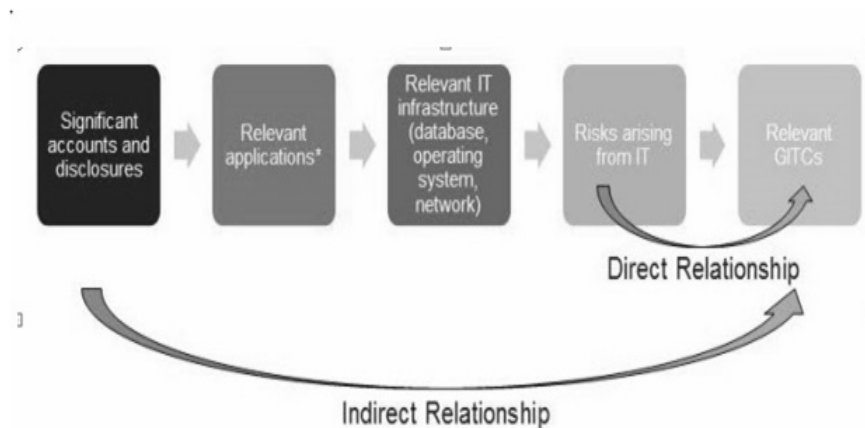 Significant
accounts and
disclosures
Relevant
applications*
Relevant IT
infrastructure
(database,
operating
system,
network)
Risks arising
from IT
Relevant
GITCs
Direct Relationship
Indirect Relationship